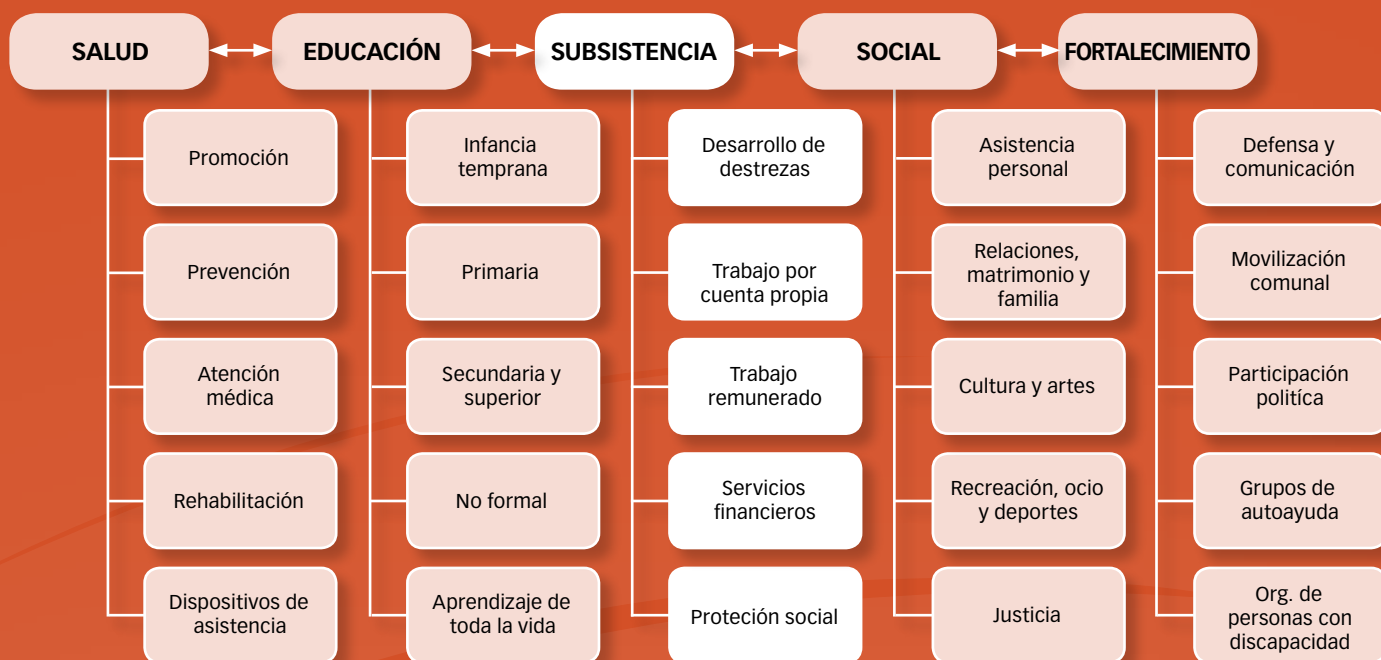 SALUD
EDUCACIÓN
SUBSISTENCIA
SOCIAL
FORTALECIMIENTO
Promoción
Prevención
Atención
médica
Rehabilitación
Dispositivos de
asistencia
Infancia
temprana
Primaria
Secundaria y
superior
No formal
Aprendizaje de
toda la vida
Desarrollo de
destrezas
Trabajo por
cuenta propia
Trabajo
remunerado
Servicios
financieros
Proteción social
Asistencia
personal
Relaciones,
matrimonio y
familia
Cultura y artes
Recreación, ocio
y deportes
Justicia
Defensa y
comunicación
Movilización
comunal
Participación
politíca
Grupos de
autoayuda
Org. de
personas con
discapacidad